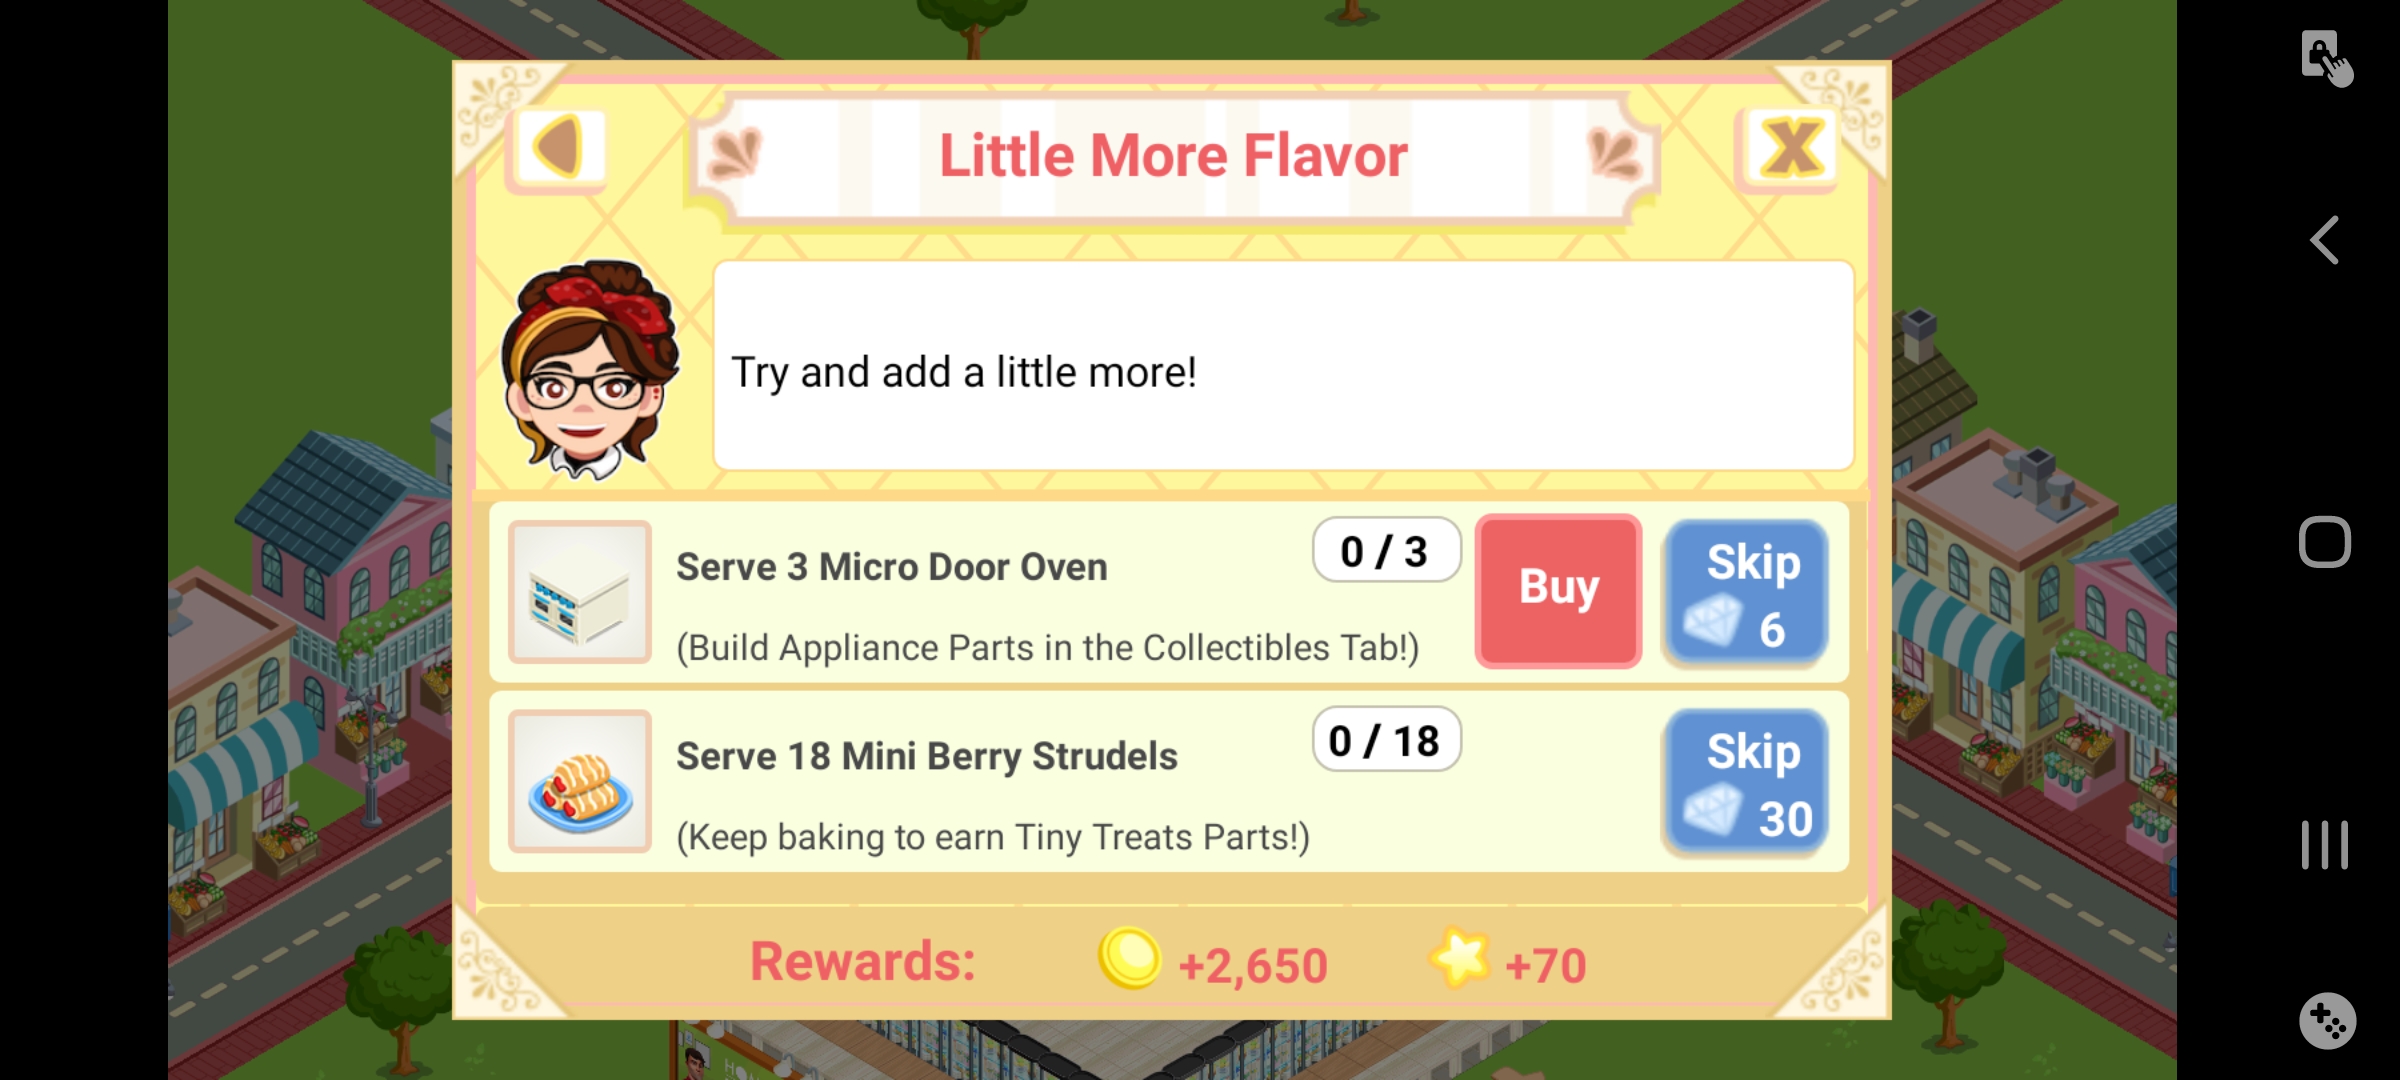 Little More Flavor
Try and add a little more!
Serve 3 Micro Door Oven
0 / 3
Buy
Skip
6
(Build Appliance Parts in the Collectibles Tab!)
Serve 18 Mini Berry Strudels
0 / 18
Skip
30
(Keep baking to earn Tiny Treats Parts!)
Rewards:
+2,650
+70